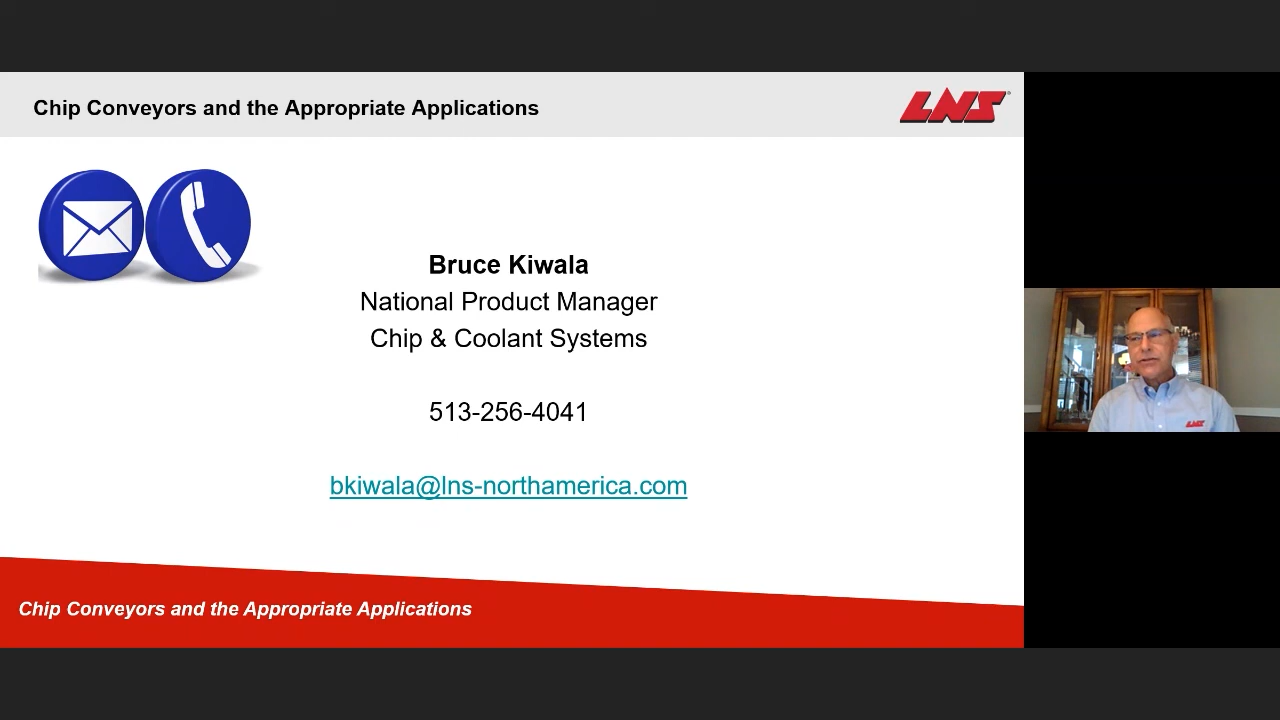 Chip Conveyors and the Appropriate Applications
LNS
Bruce Kiwala
National Product Manager
Chip & Coolant Systems
513-256-4041
bkiwala@lns-northamerica.com
LNS
Chip Conveyors and the Appropriate Applications